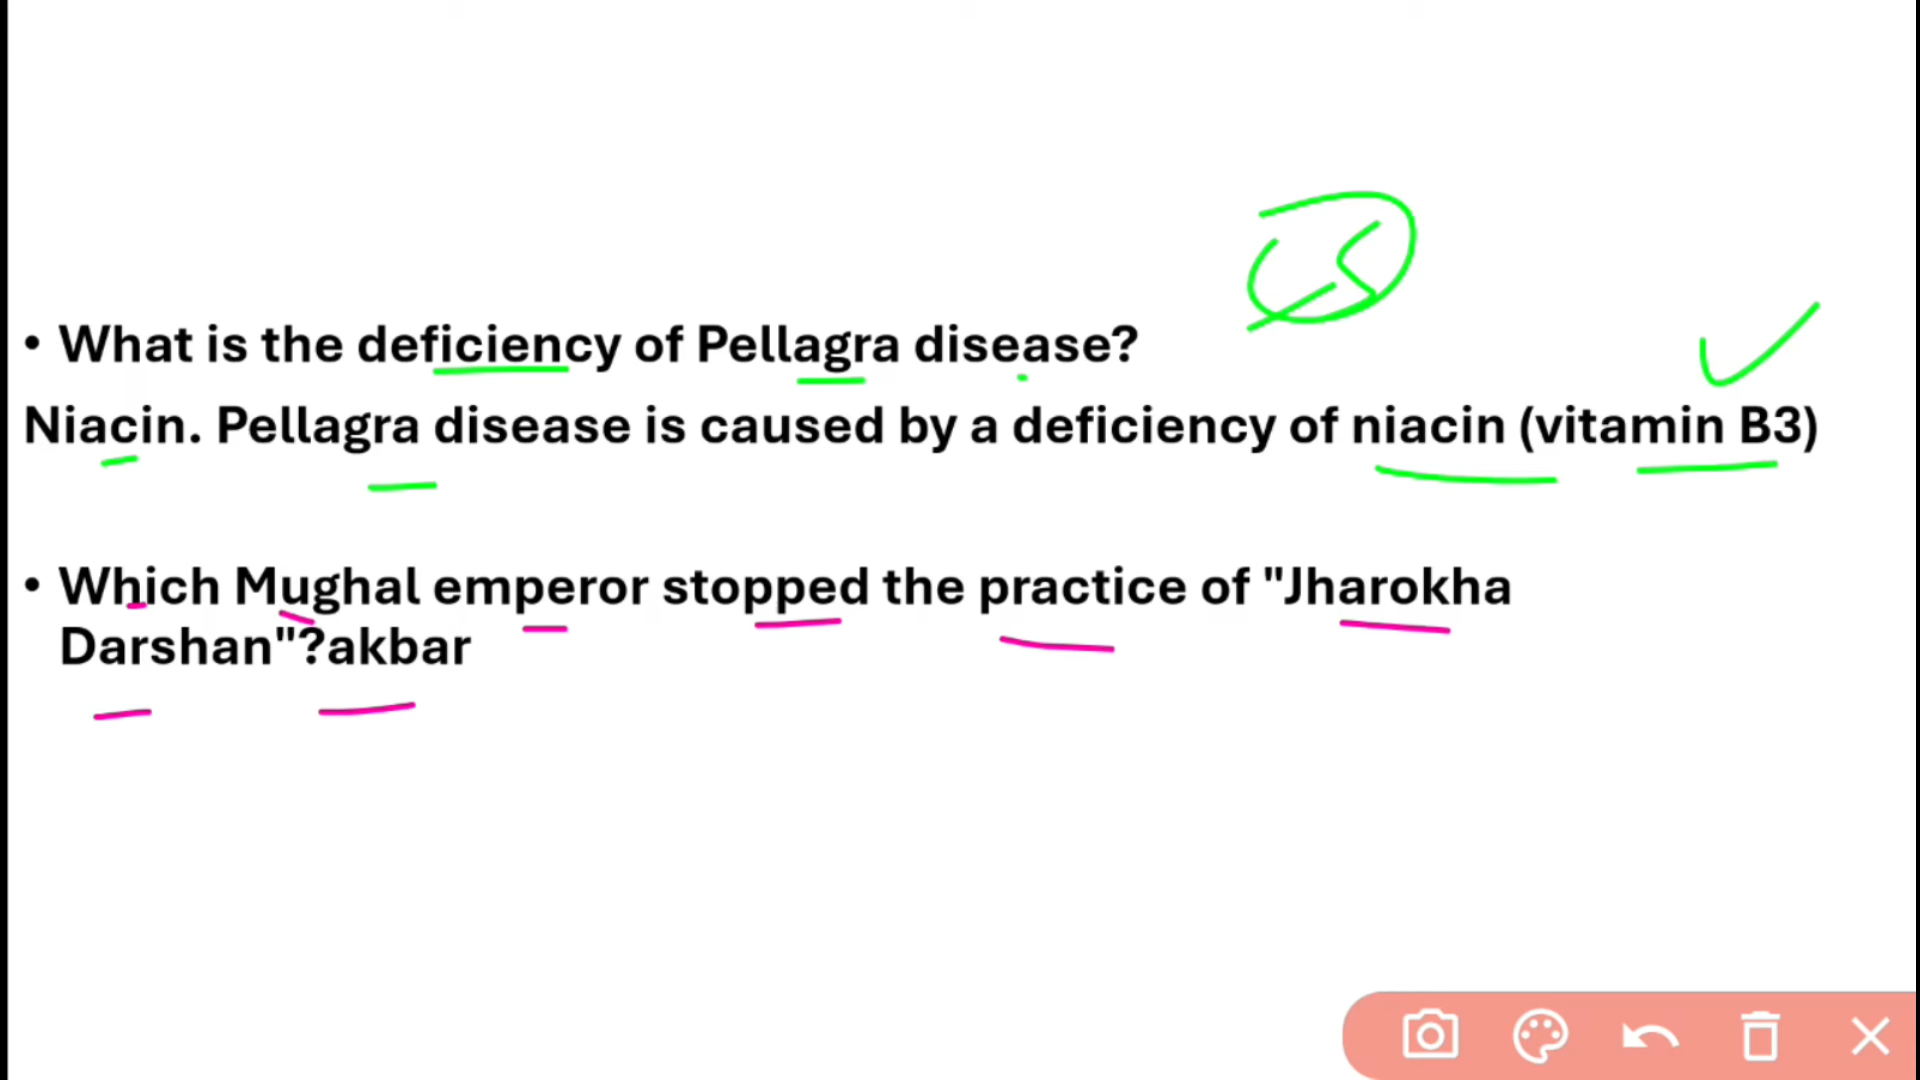 • What is the deficiency of Pellagra disease?
Niacin. Pellagra disease is caused by a deficiency of niacin (vitamin B3)
• Which Mughal emperor stopped the practice of "Jharokha
Darshan"?akbar